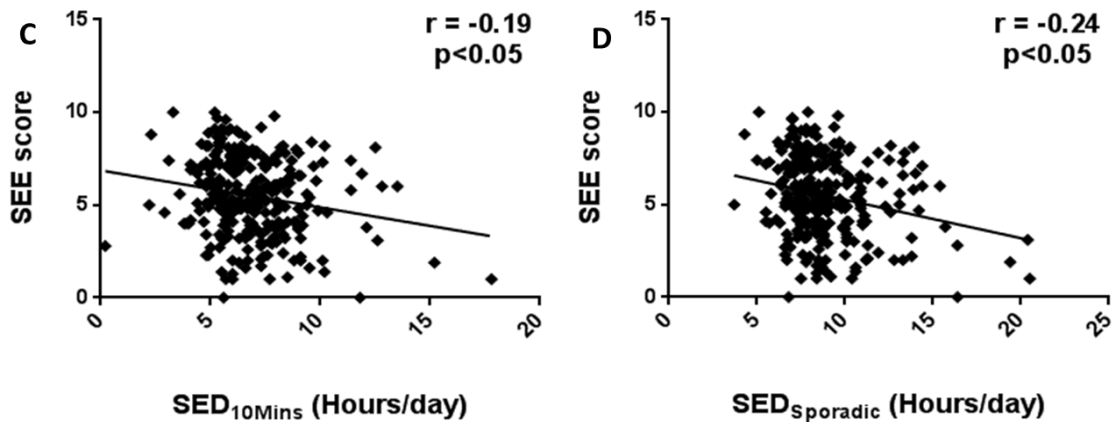 C
r = -0.19
p<0.05
SEE score
15
10
5
0
0
5
10
15
20
SED10Mins (Hours/day)
D
r = -0.24
p<0.05
SEE score
15
10
5
0
0
5
10
15
20
25
SEDSporadic (Hours/day)